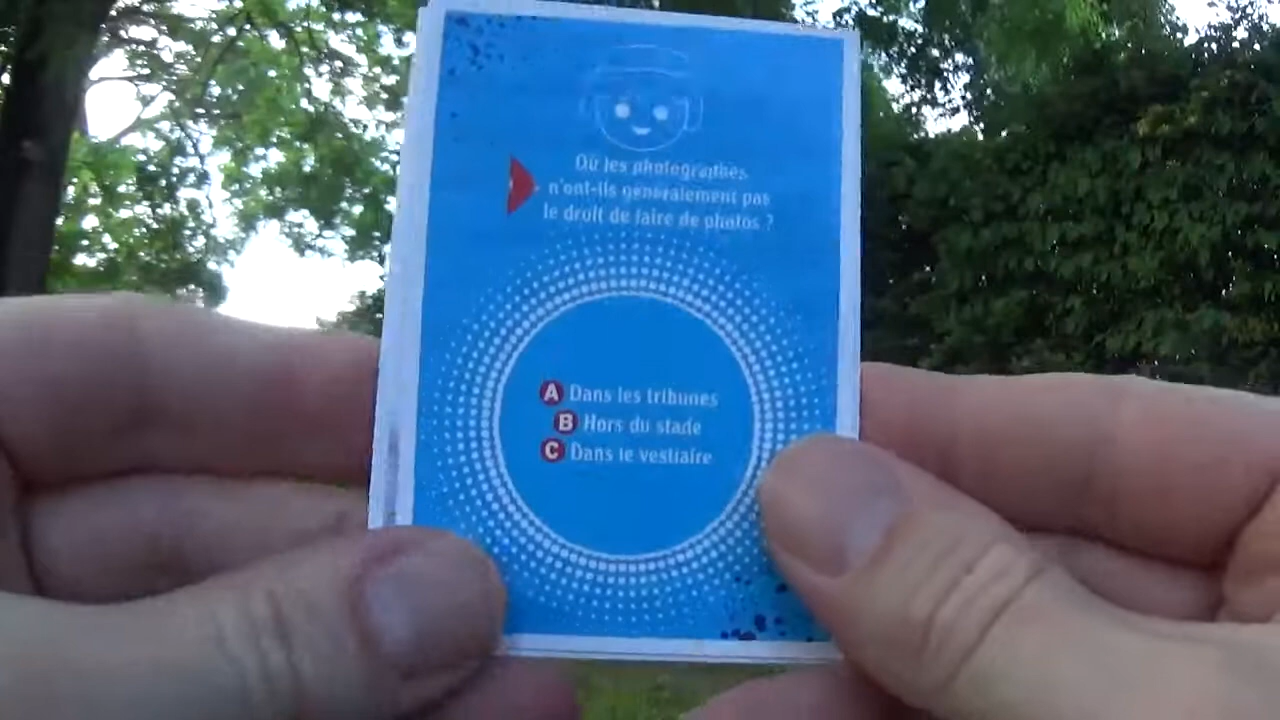 Où les photographes
n'ont-ils généralement pas
le droit de faire de photos ?
A Dans les tribunes
B Hors du stade
C Dans le vestiaire